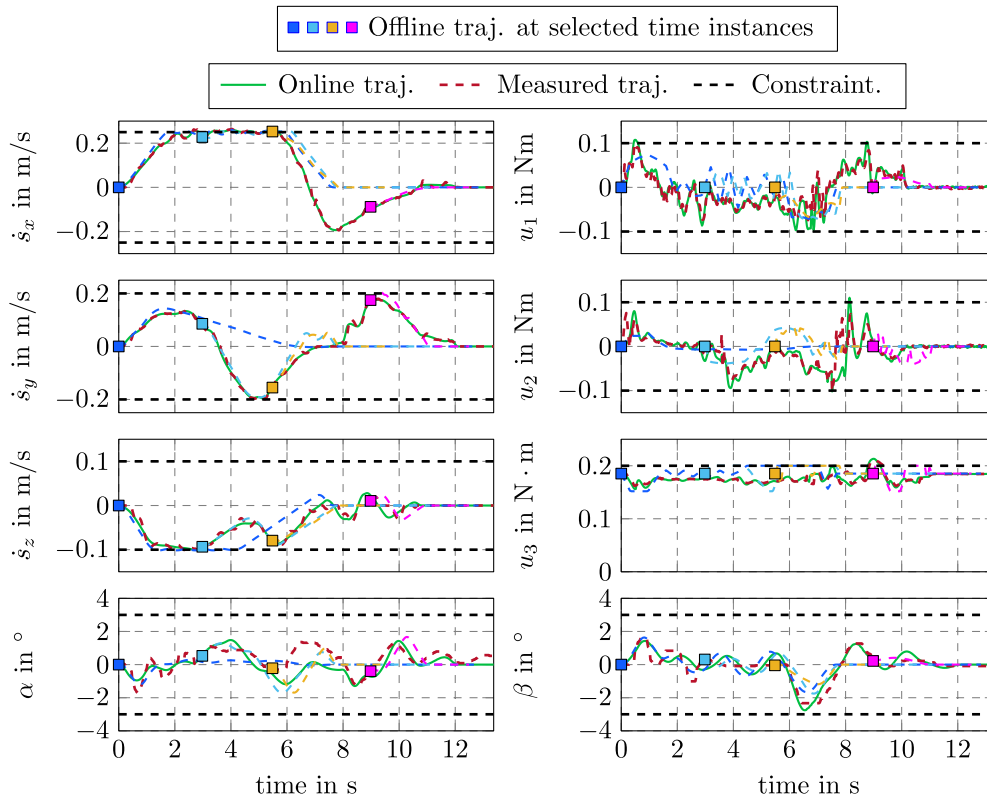 Offline traj. at selected time instances
Online traj. Measured traj. Constraint.
0.2
0
−0.2
ṡx in m/s
0.1
0
−0.1
u1 in Nm
0.2
0
−0.2
ṡy in m/s
0.1
0
−0.1
u2 in Nm
0.1
0
−0.1
ṡz in m/s
0.2
0.1
0
u3 in N · m
4
2
0
−2
−4
α in °
0 2 4 6 8 10 12
time in s
4
2
0
−2
−4
β in °
0 2 4 6 8 10 12
time in s